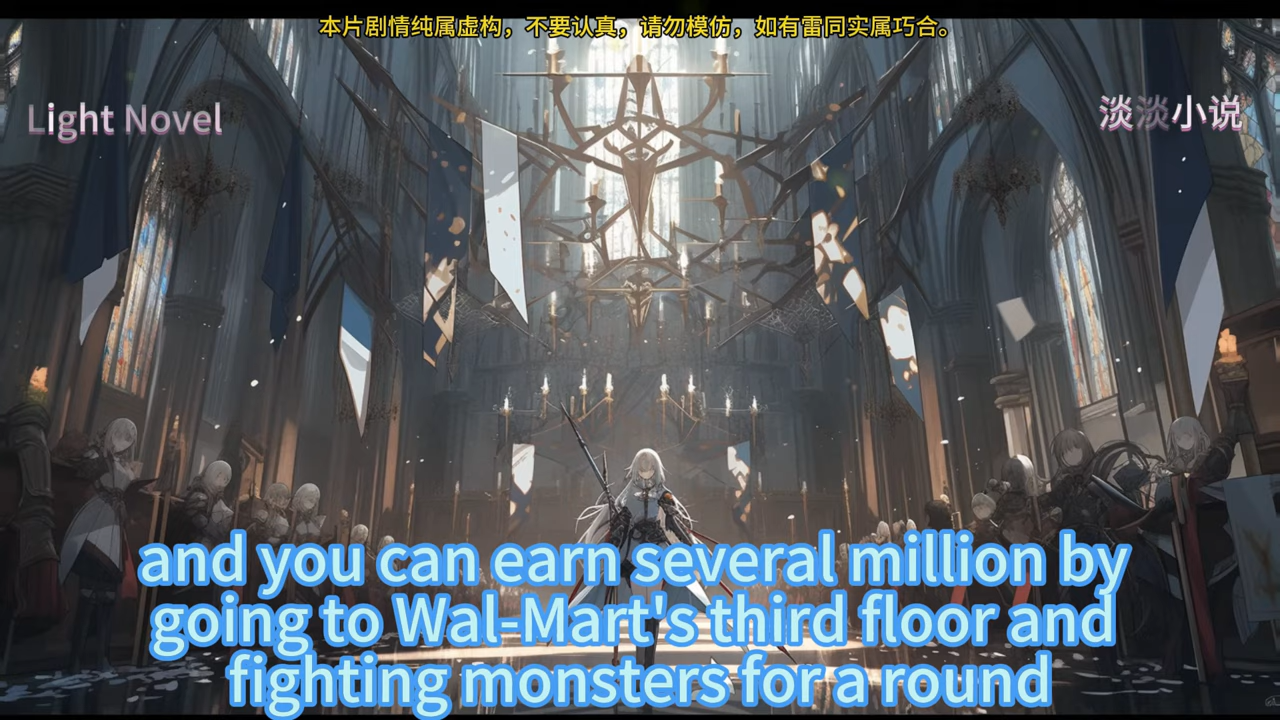 本片剧情纯属虚构，不要认真，请勿模仿，如有雷同实属巧合。
Light Novel
淡淡小说
and you can earn several million by
going to Wal-Mart's third floor and
fighting monsters for a round